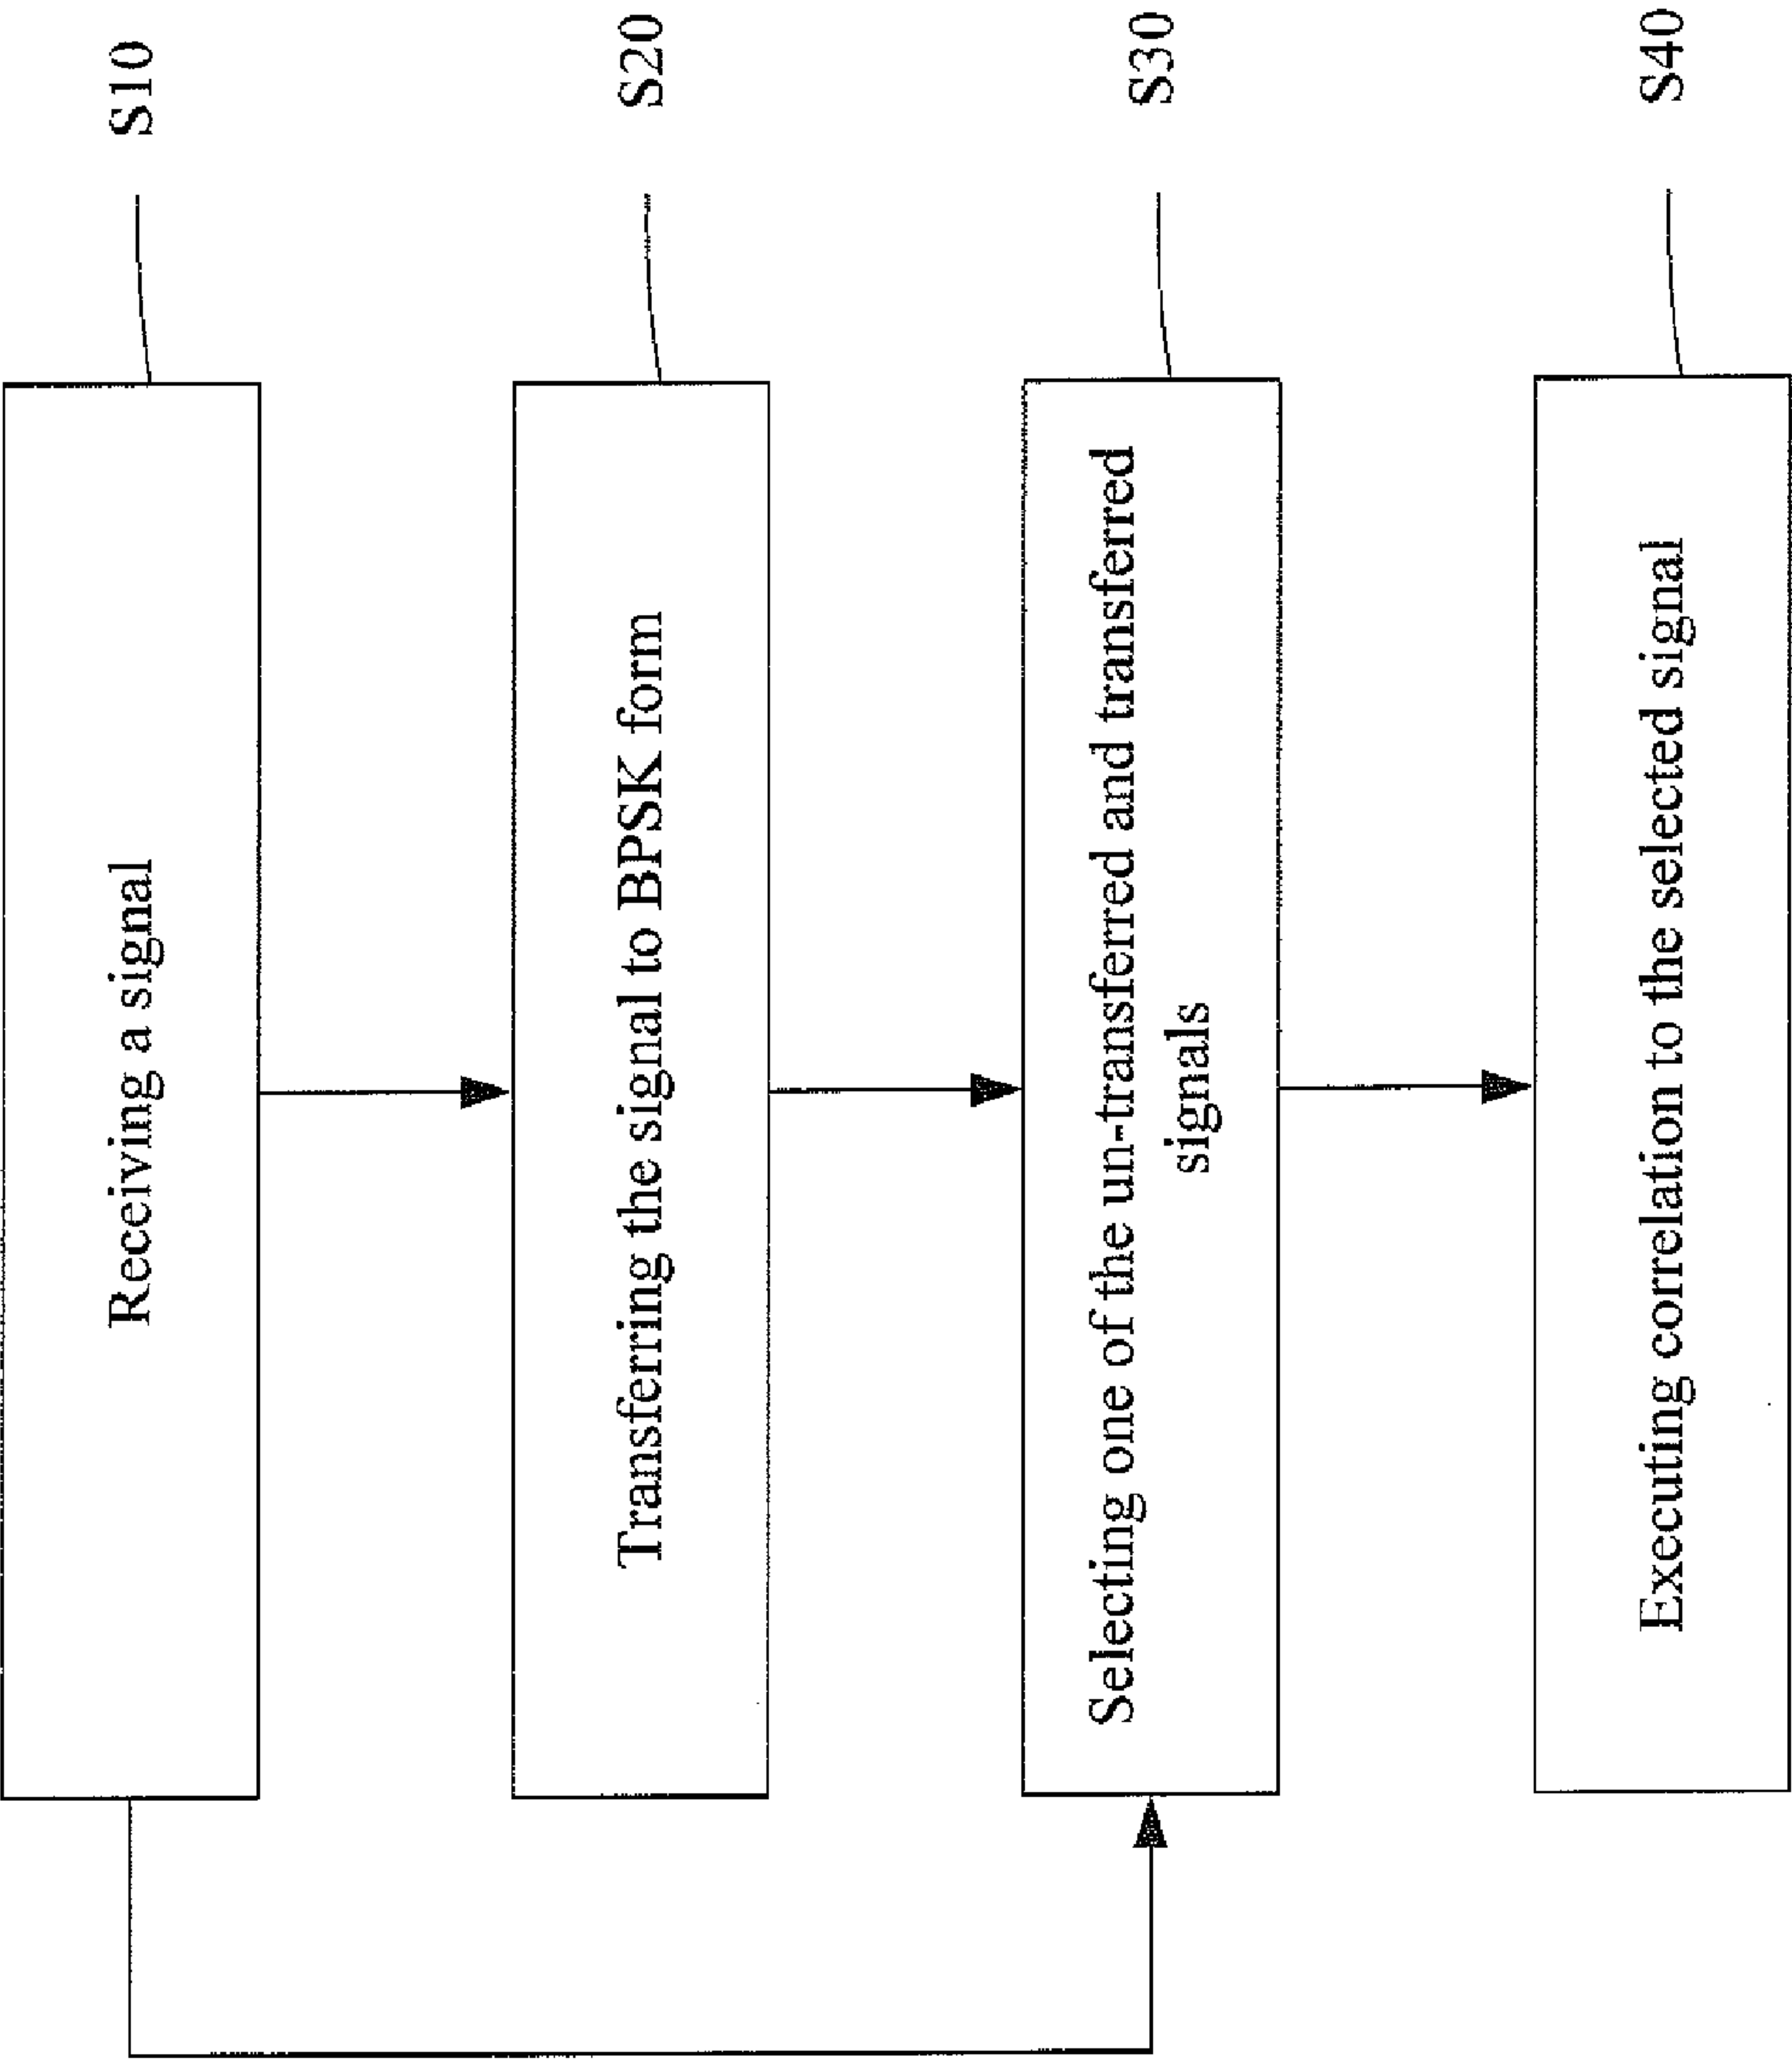 Receiving a signal
S10
Transferring the signal to BPSK form
S20
Selecting one of the un-transferred and transferred
signals
S30
Executing correlation to the selected signal
S40